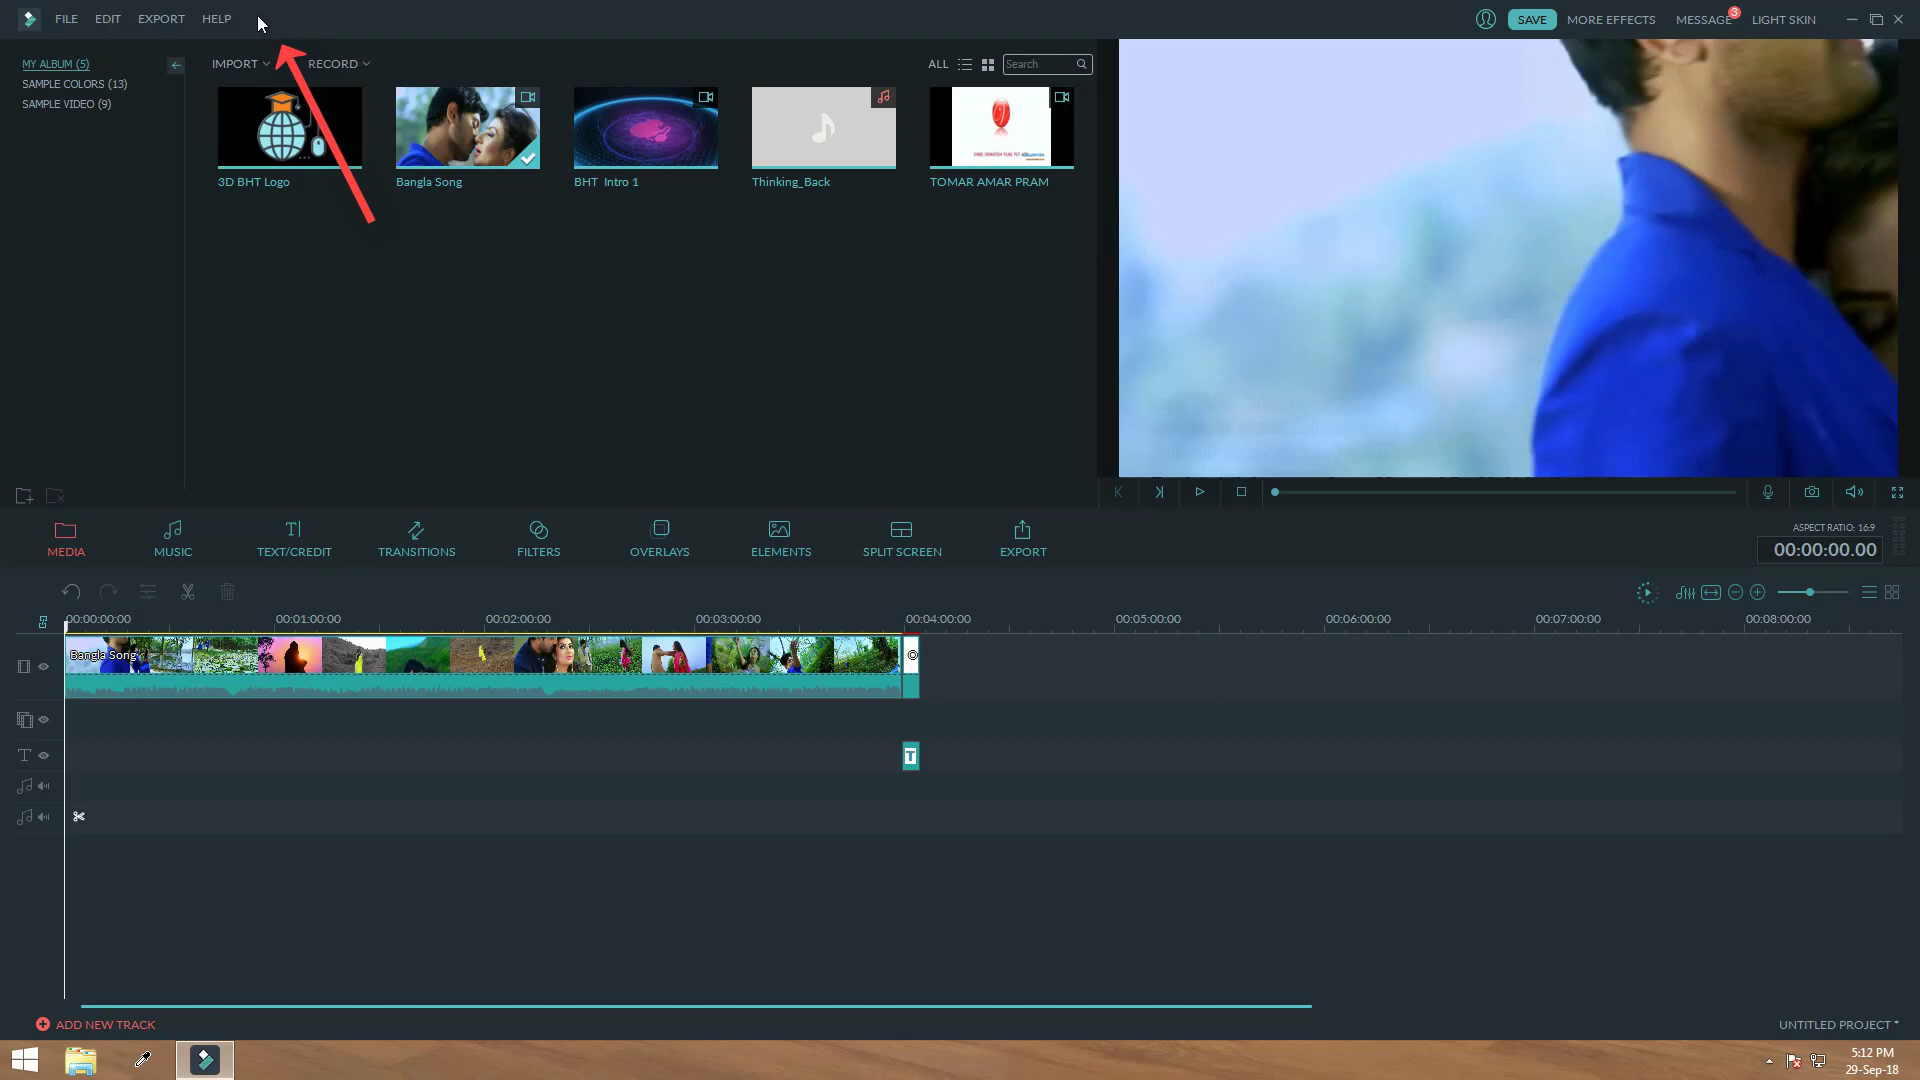 FILE EDIT EXPORT HELP SAVE MORE EFFECTS MESSAGE 3 LIGHT SKIN
MY ALBUM (5)
SAMPLE COLORS (13)
SAMPLE VIDEO (9)
IMPORT RECORD ALL Search
3D BHT Logo Bangla Song BHT Intro 1 Thinking_Back TOMAR AMAR PRAM
MEDIA MUSIC TEXT/CREDIT TRANSITIONS FILTERS OVERLAYS ELEMENTS SPLIT SCREEN EXPORT
ASPECT RATIO: 16:9
00:00:00.00
00:00:00:00 00:01:00:00 00:02:00:00 00:03:00:00 00:04:00:00 00:05:00:00 00:06:00:00 00:07:00:00 00:08:00:00
Bangla Song
T
T
ADD NEW TRACK UNTITLED PROJECT *
5:12 PM
29-Sep-18